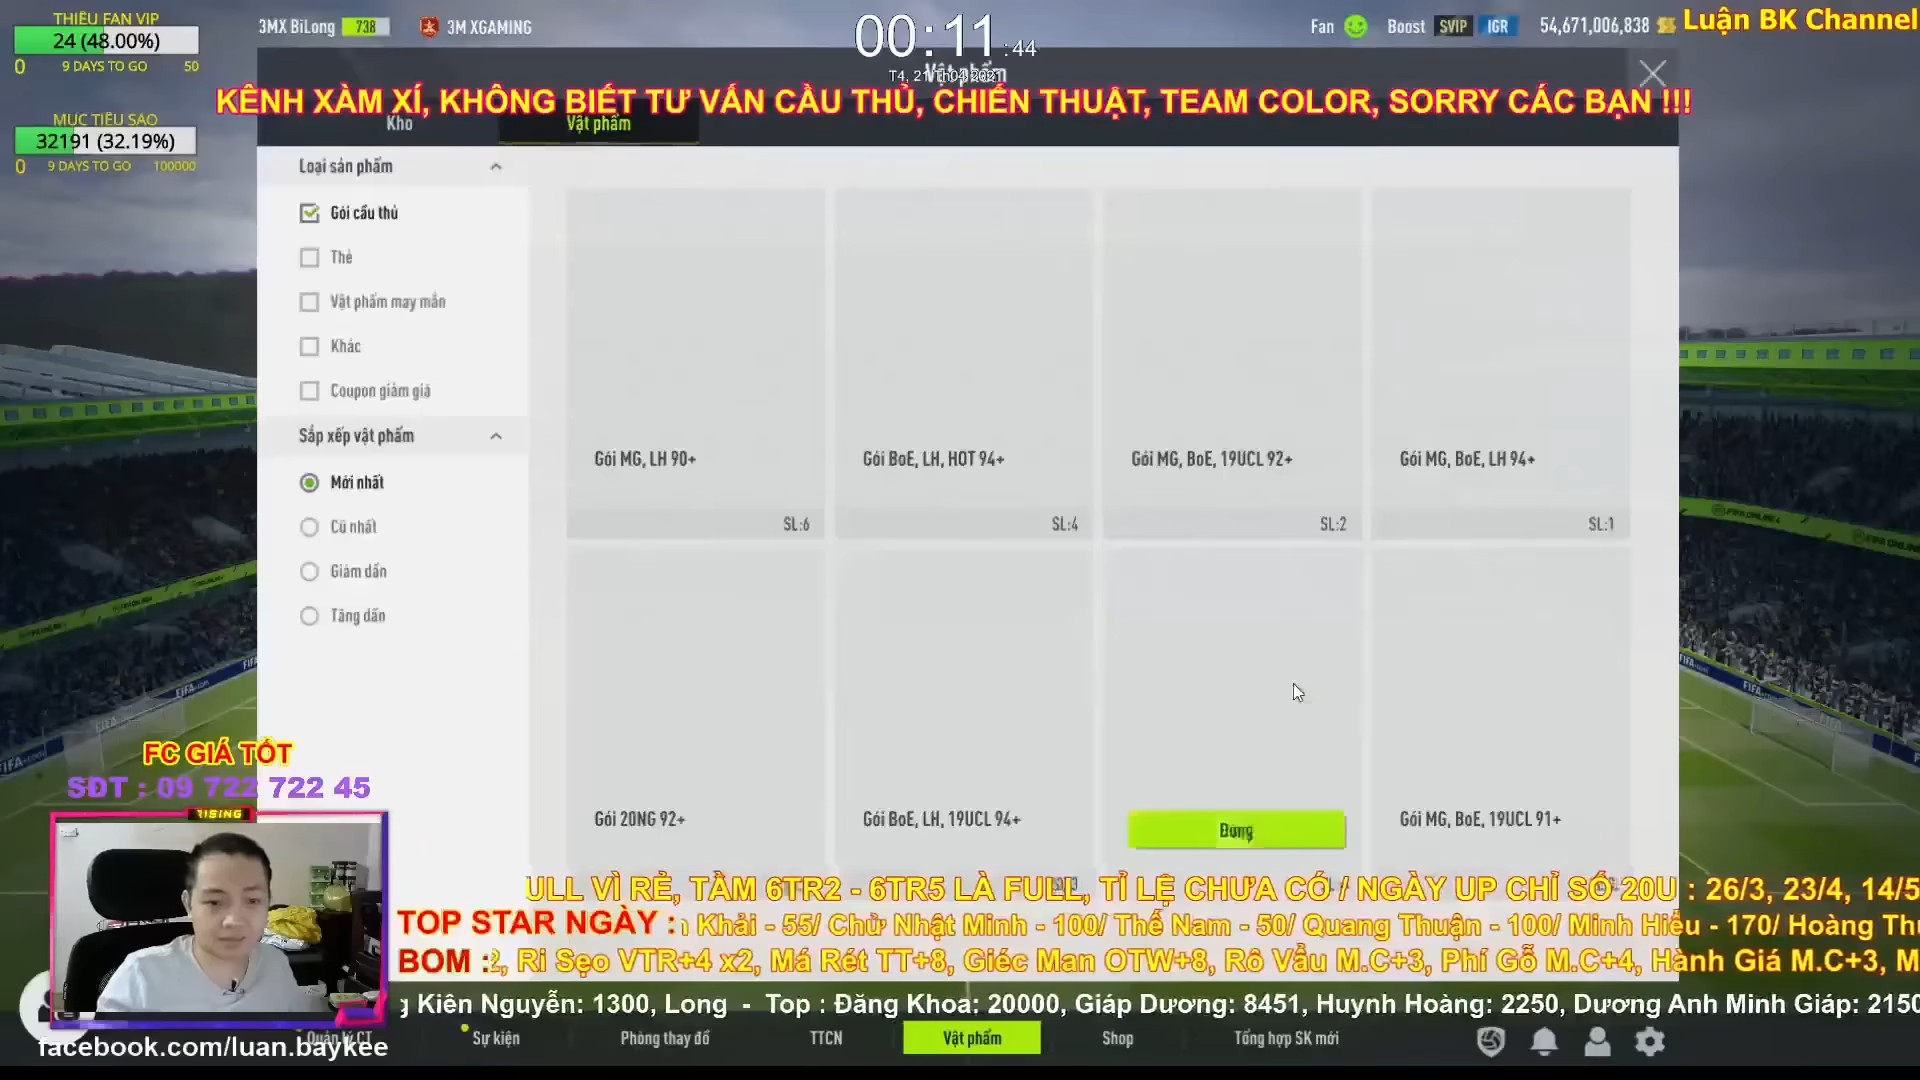 THIẾU FAN VIP
24 (48.00%)
0 9 DAYS TO GO 50
MỤC TIÊU SAO
32191 (32.19%)
0 9 DAYS TO GO 100000
3MX BiLong 738 3M XGAMING
00:11:44
Fan Boost SVIP IGR 54,671,006,838
Luận BK Channel
Vật phẩm
KÊNH XÀM XÍ, KHÔNG BIẾT TƯ VẤN CẦU THỦ, CHIẾN THUẬT, TEAM COLOR, SORRY CÁC BẠN !!!
Kho Vật phẩm
Loại sản phẩm
Gói cầu thủ
Thẻ
Vật phẩm may mắn
Khác
Coupon giảm giá
Sắp xếp vật phẩm
Mới nhất
Cũ nhất
Giảm dần
Tăng dần
Gói MG, LH 90+
SL:6
Gói BoE, LH, HOT 94+
SL:4
Gói MG, BoE, 19UCL 92+
SL:2
Gói MG, BoE, LH 94+
SL:1
Gói 20NG 92+
Gói BoE, LH, 19UCL 94+
Đóng
Gói MG, BoE, 19UCL 91+
FC GIÁ TỐT
SĐT : 09 722 722 45
RISING
ULL VÌ RẺ, TẦM 6TR2 - 6TR5 LÀ FULL, TỈ LỆ CHƯA CÓ / NGÀY UP CHỈ SỐ 20U : 26/3, 23/4, 14/5
TOP STAR NGÀY : Khải - 55/ Chử Nhật Minh - 100/ Thế Nam - 50/ Quang Thuận - 100/ Minh Hiếu - 170/ Hoàng
BOM : 2, Ri Sẹo VTR+4 x2, Má Rét TT+8, Giéc Man OTW+8, Rô Vầu M.C+3, Phí Gỗ M.C+4, Hành Giá M.C+3, M
Kiên Nguyễn: 1300, Long - Top : Đăng Khoa: 20000, Giáp Dương: 8451, Huynh Hoàng: 2250, Dương Anh Minh Giáp: 2150
Quản lý CT Sự kiện Phòng thay đồ TTCN Vật phẩm Shop Tổng hợp SK mới
facebook.com/luan.baykee